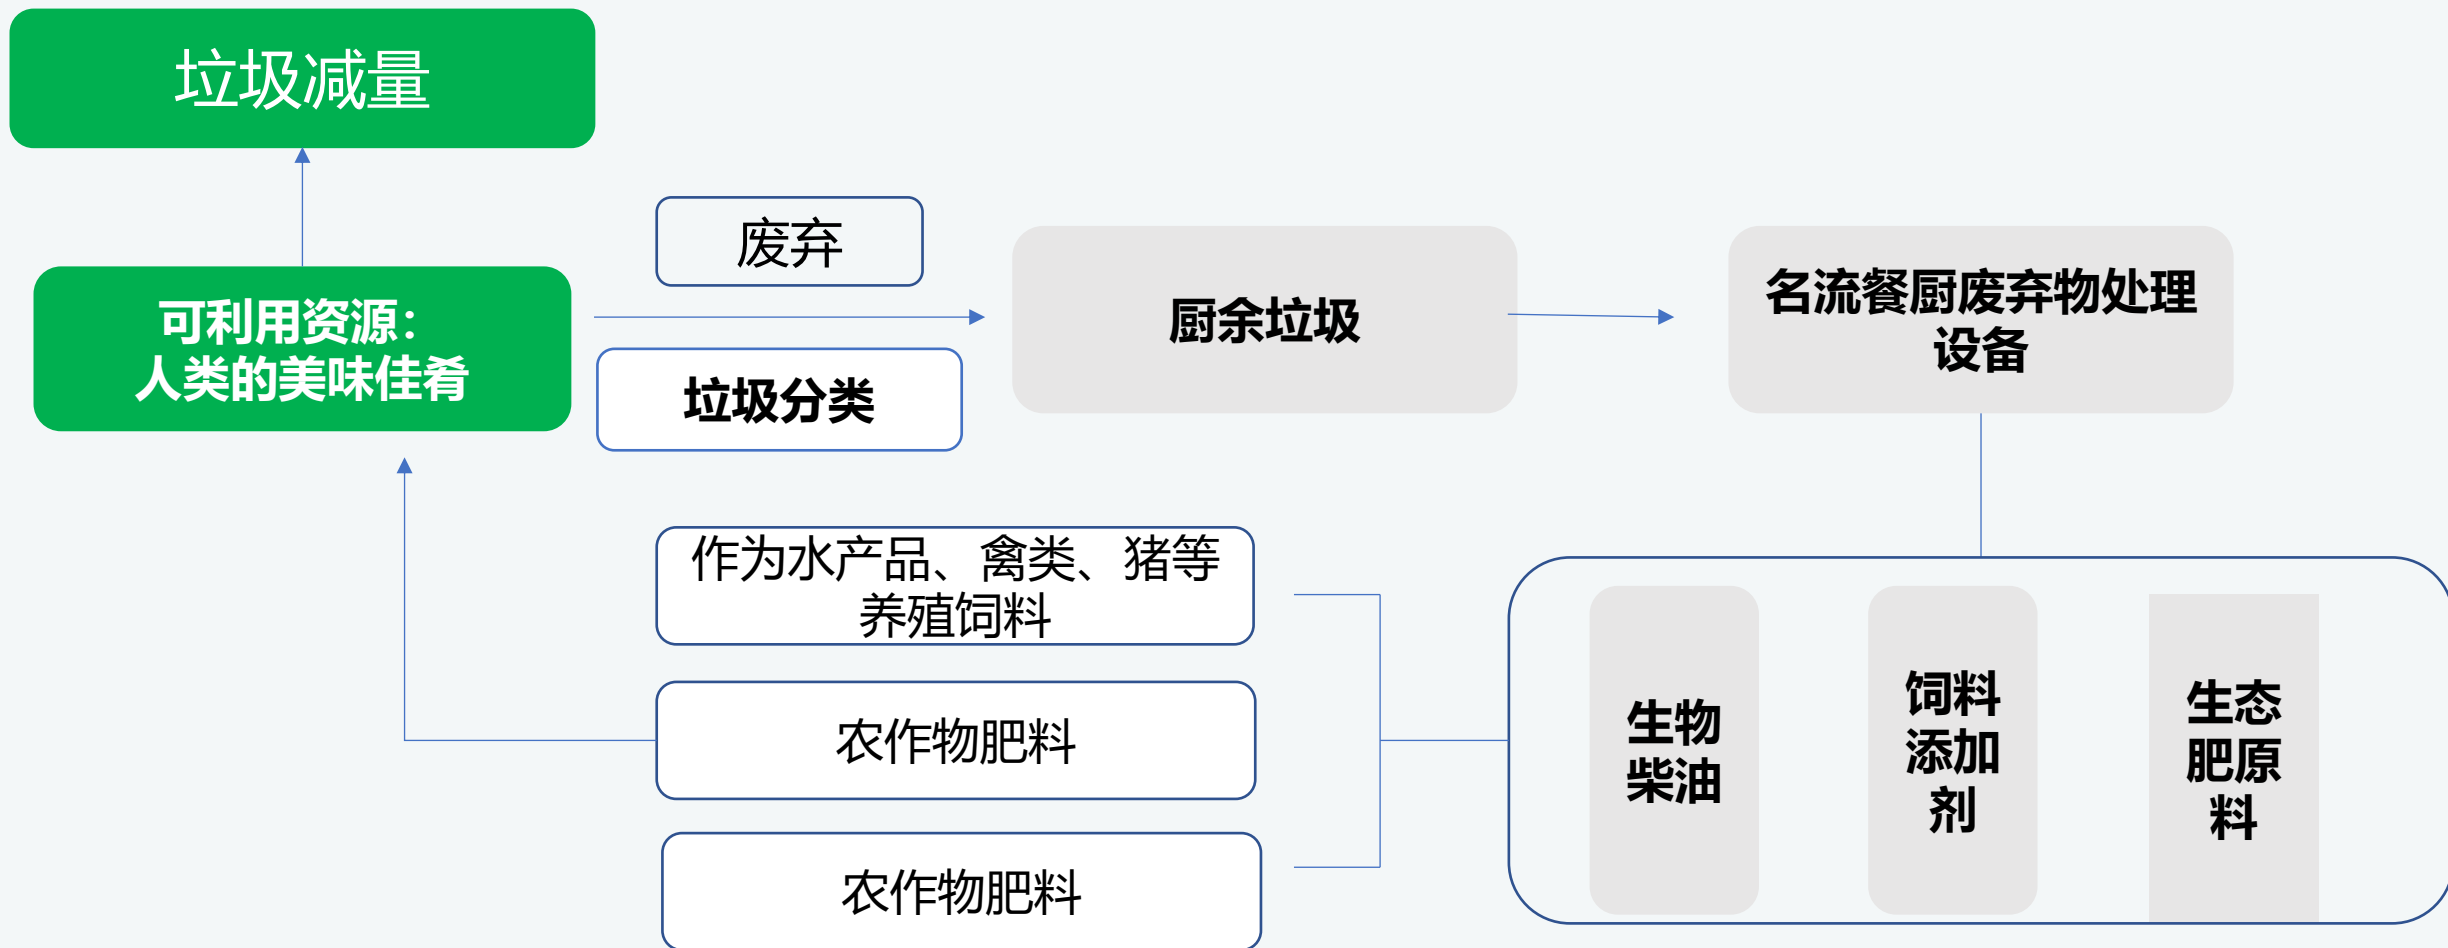 垃圾减量
废弃
可利用资源：
人类的美味佳肴
垃圾分类
厨余垃圾
名流餐厨废弃物处理
设备
作为水产品、禽类、猪等
养殖饲料
农作物肥料
农作物肥料
生物
柴油
饲料
添加
剂
生态
肥原
料